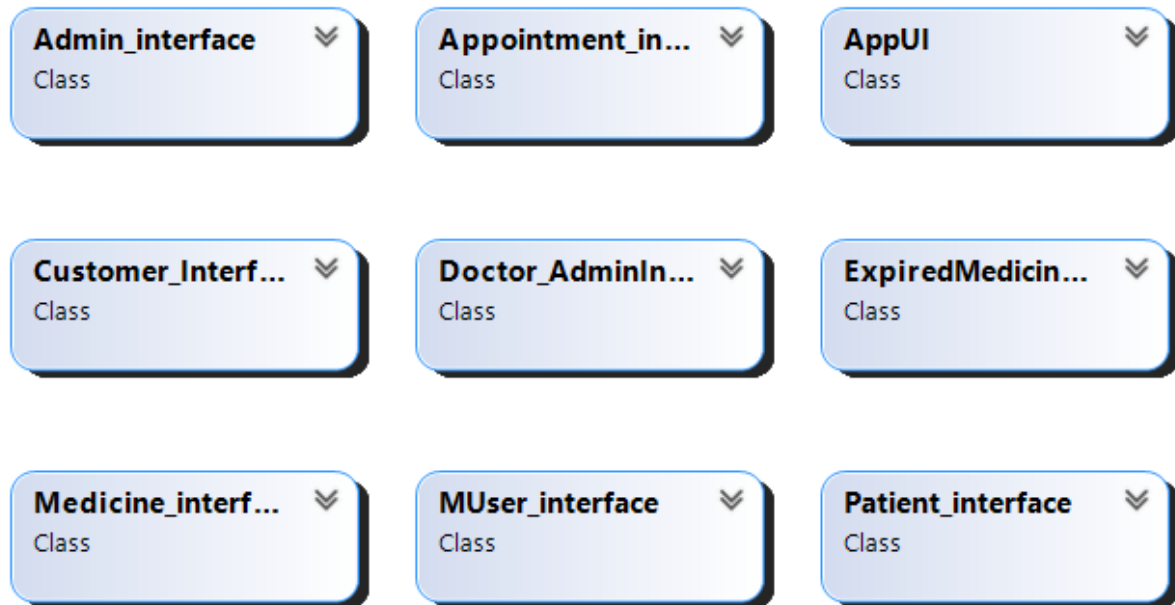 Admin_interface
Class
Appointment_in...
Class
AppUI
Class
Customer_Interf...
Class
Doctor_AdminIn...
Class
ExpiredMedicin...
Class
Medicine_interf...
Class
MUser_interface
Class
Patient_interface
Class